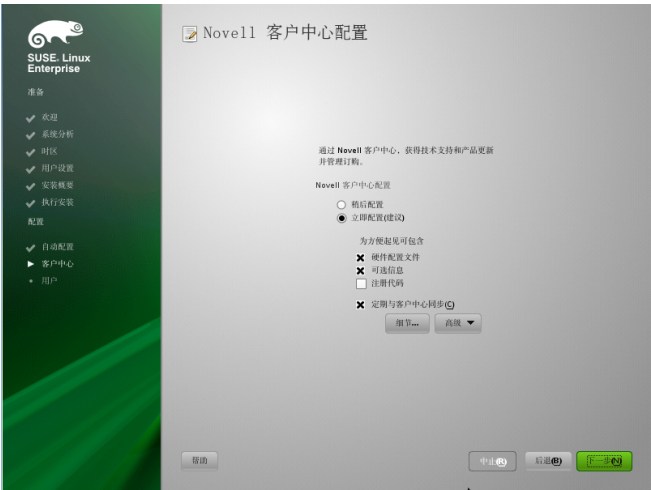 SUSE. Linux
Enterprise
准备
欢迎
系统分析
时区
用户设置
安装概要
执行安装
配置
自动配置
客户中心
用户
Novell 客户中心配置
通过 Novell 客户中心，获得技术支持和产品更新
并管理订购。
Novell 客户中心配置
稍后配置
立即配置(建议)
为方便起见可包含
硬件配置文件
可选信息
注册代码
定期与客户中心同步(C)
细节...
高级
帮助
中止(R)
后退(B)
下一步(N)